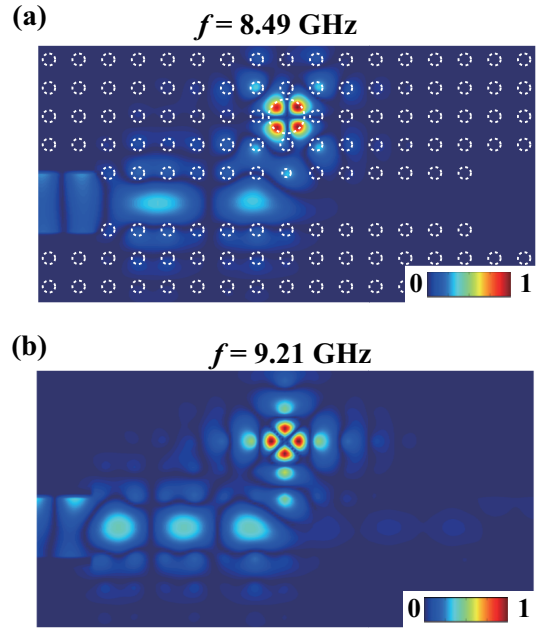 (a)
f = 8.49 GHz
0 1
(b)
f = 9.21 GHz
0 1